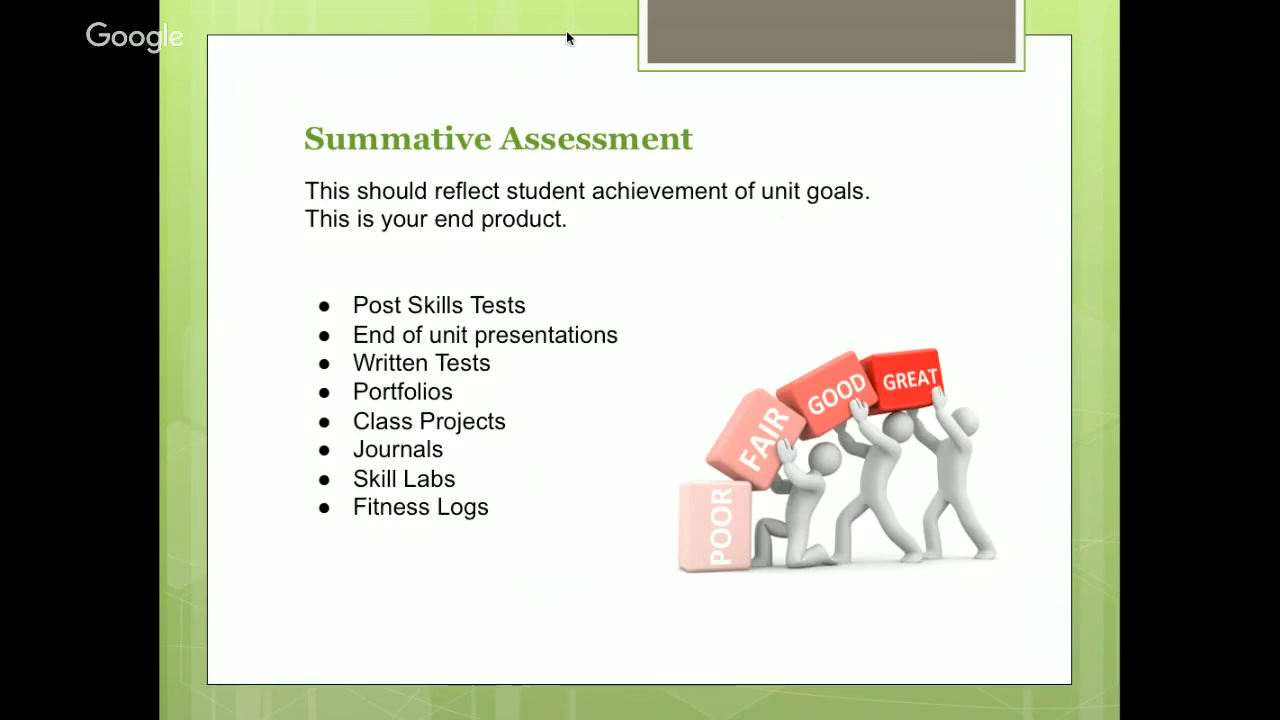 Google
Summative Assessment
This should reflect student achievement of unit goals.
This is your end product.
● Post Skills Tests
● End of unit presentations
● Written Tests
● Portfolios
● Class Projects
● Journals
● Skill Labs
● Fitness Logs
POOR
FAIR
GOOD
GREAT